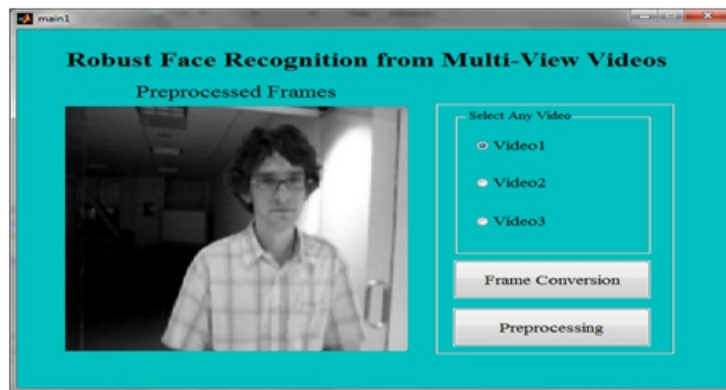 main1
Robust Face Recognition from Multi-View Videos
Preprocessed Frames
Select Any Video
Video1
Video2
Video3
Frame Conversion
Preprocessing